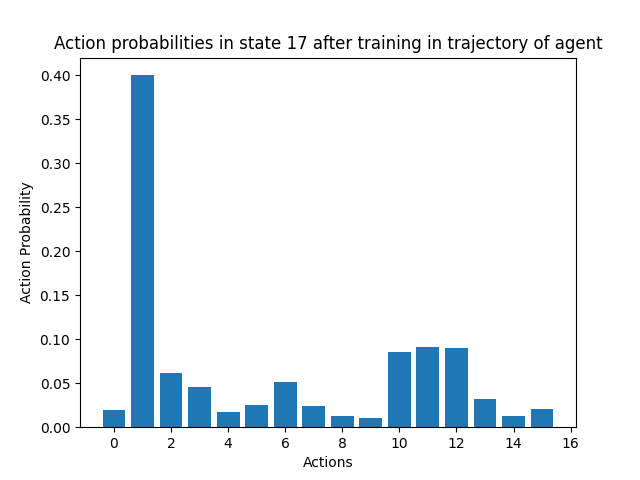 Action probabilities in state 17 after training in trajectory of agent
0.40
0.35
0.30
0.25
0.20
0.15
0.10
0.05
0.00
Action Probability
0 2 4 6 8 10 12 14 16
Actions